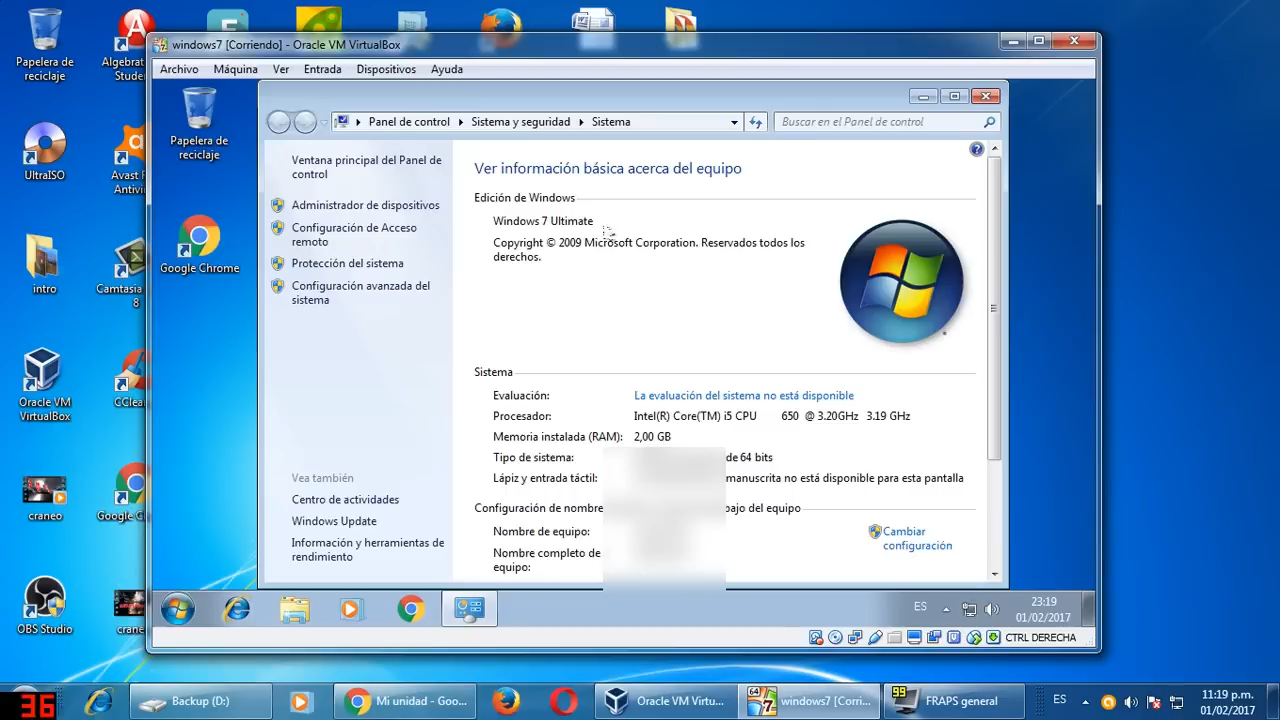 Papelera de
reciclaje
Algebrato
Stude
UltraISO
Avast F
Antivir
intro
Camtasia
8
Oracle VM
VirtualBox
CClea
craneo
Google C
OBS Studio
crane
windows7 [Corriendo] - Oracle VM VirtualBox
Archivo Máquina Ver Entrada Dispositivos Ayuda
Papelera de
reciclaje
Google Chrome
Panel de control Sistema y seguridad Sistema
Buscar en el Panel de control
Ventana principal del Panel de
control
Administrador de dispositivos
Configuración de Acceso
remoto
Protección del sistema
Configuración avanzada del
sistema
Vea también
Centro de actividades
Windows Update
Información y herramientas de
rendimiento
Ver información básica acerca del equipo
Edición de Windows
Windows 7 Ultimate
Copyright © 2009 Microsoft Corporation. Reservados todos los
derechos.
Sistema
Evaluación: La evaluación del sistema no está disponible
Procesador: Intel(R) Core(TM) i5 CPU 650 @ 3.20GHz 3.19 GHz
Memoria instalada (RAM): 2,00 GB
Tipo de sistema: de 64 bits
Lápiz y entrada táctil: manuscrita no está disponible para esta pantalla
Configuración de nombre bajo del equipo
Nombre de equipo:
Nombre completo de
equipo:
Cambiar
configuración
ES
23:19
01/02/2017
CTRL DERECHA
36
Backup (D:)
Mi unidad - Goo...
Oracle VM Virtu...
64
7
windows7 [Corri...
99
FRAPS general
ES
11:19 p.m.
01/02/2017